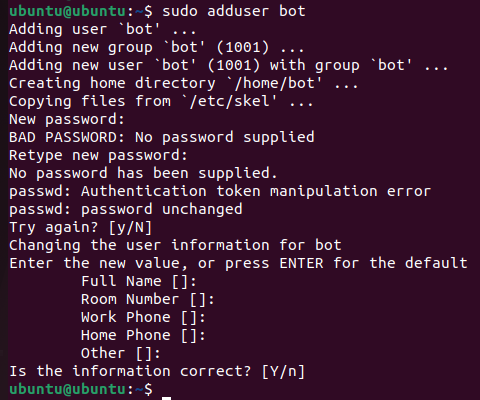 ubuntu@ubuntu:~$ sudo adduser bot
Adding user `bot' ...
Adding new group `bot' (1001) ...
Adding new user `bot' (1001) with group `bot' ...
Creating home directory `/home/bot' ...
Copying files from `/etc/skel' ...
New password:
BAD PASSWORD: No password supplied
Retype new password:
No password has been supplied.
passwd: Authentication token manipulation error
passwd: password unchanged
Try again? [y/N]
Changing the user information for bot
Enter the new value, or press ENTER for the default
        Full Name []:
        Room Number []:
        Work Phone []:
        Home Phone []:
        Other []:
Is the information correct? [Y/n]
ubuntu@ubuntu:~$